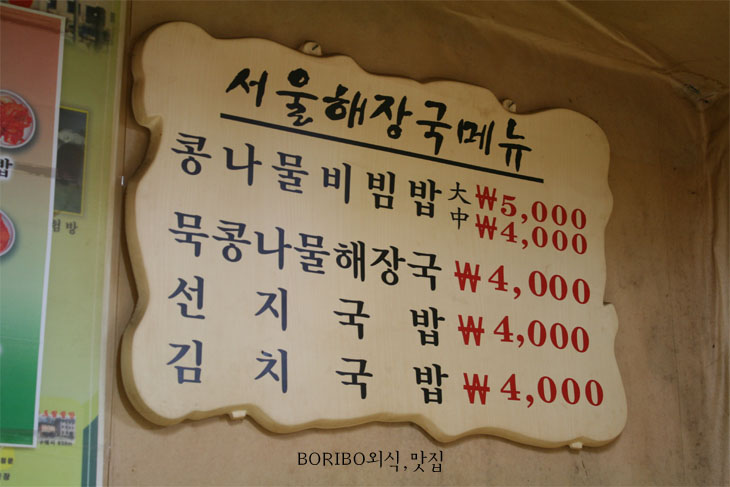 서울해장국메뉴
콩나물비빔밥 大 ₩5,000
中 ₩4,000
묵콩나물해장국 ₩4,000
선지국밥 ₩4,000
김치국밥 ₩4,000
밥
BORIBO외식,맛집